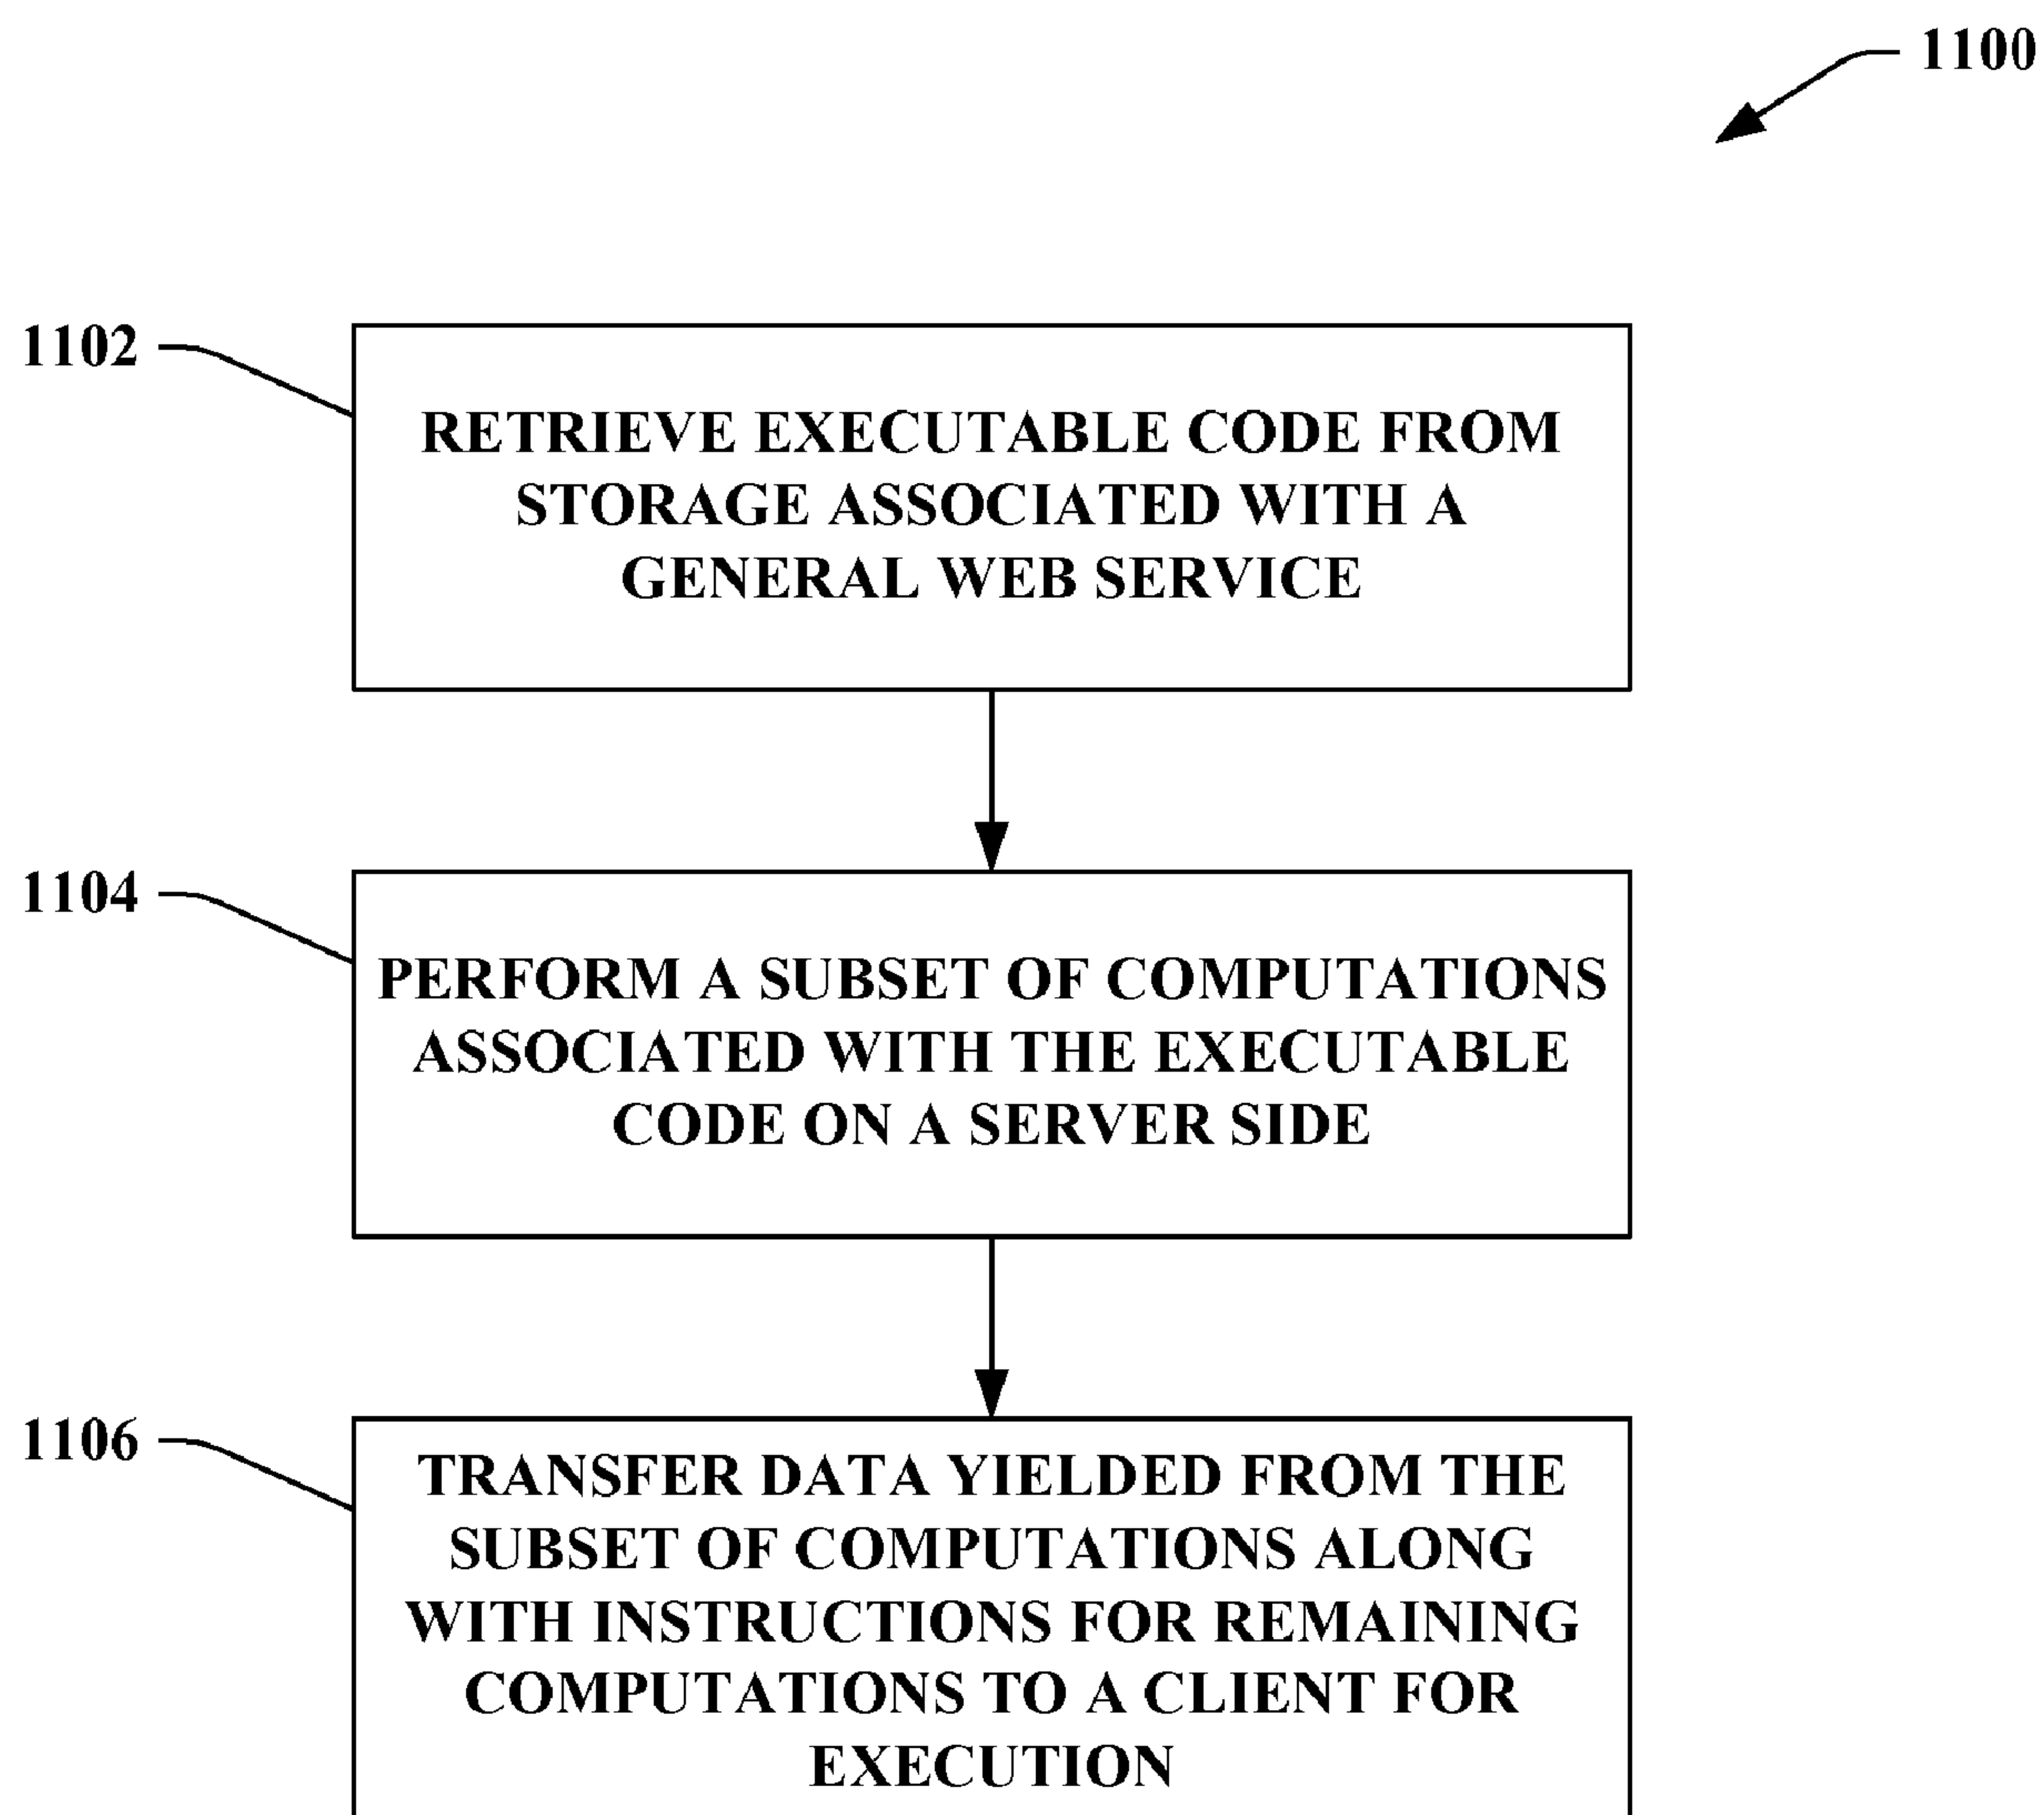 1100
1102
RETRIEVE EXECUTABLE CODE FROM
STORAGE ASSOCIATED WITH A
GENERAL WEB SERVICE
1104
PERFORM A SUBSET OF COMPUTATIONS
ASSOCIATED WITH THE EXECUTABLE
CODE ON A SERVER SIDE
1106
TRANSFER DATA YIELDED FROM THE
SUBSET OF COMPUTATIONS ALONG
WITH INSTRUCTIONS FOR REMAINING
COMPUTATIONS TO A CLIENT FOR
EXECUTION